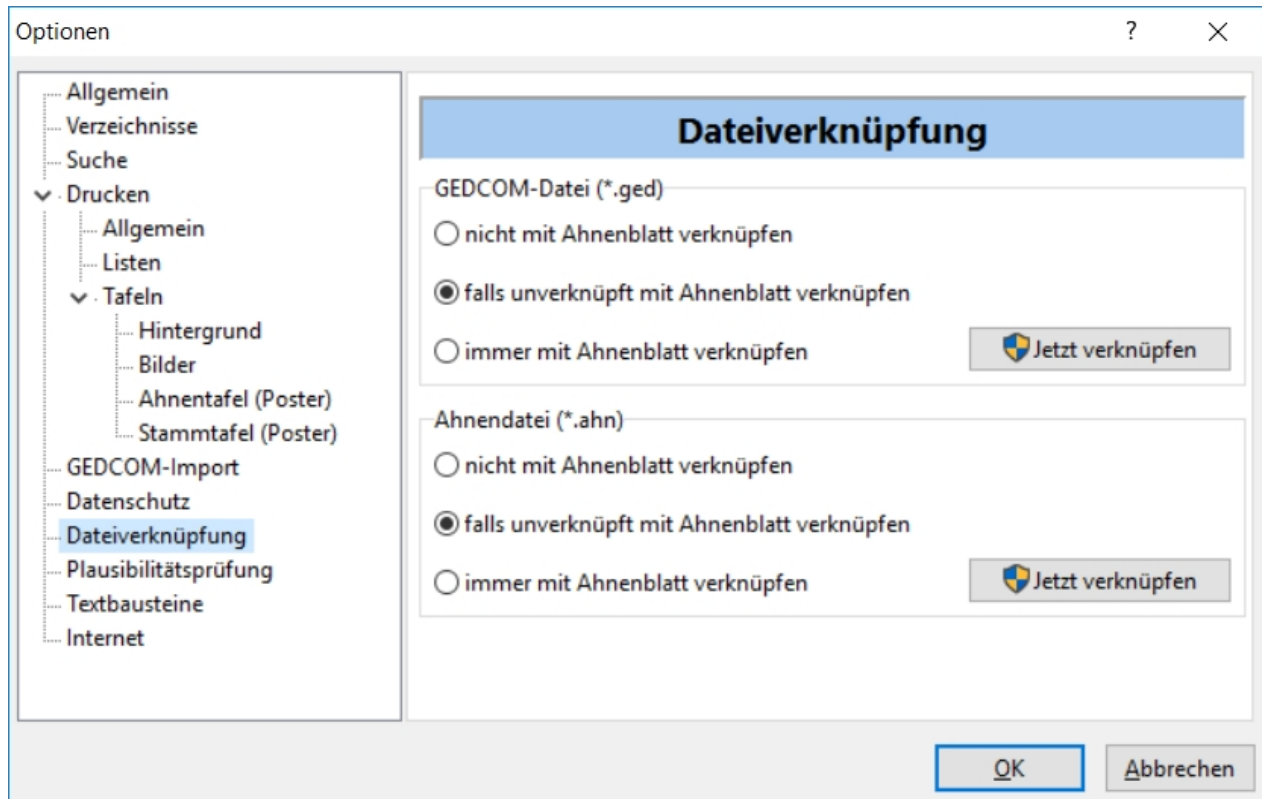 Optionen
?
Allgemein
Verzeichnisse
Suche
Drucken
Allgemein
Listen
Tafeln
Hintergrund
Bilder
Ahnentafel (Poster)
Stammtafel (Poster)
GEDCOM-Import
Datenschutz
Dateiverknüpfung
Plausibilitätsprüfung
Textbausteine
Internet
Dateiverknüpfung
GEDCOM-Datei (*.ged)
nicht mit Ahnenblatt verknüpfen
falls unverknüpft mit Ahnenblatt verknüpfen
immer mit Ahnenblatt verknüpfen
Jetzt verknüpfen
Ahnendatei (*.ahn)
nicht mit Ahnenblatt verknüpfen
falls unverknüpft mit Ahnenblatt verknüpfen
immer mit Ahnenblatt verknüpfen
Jetzt verknüpfen
OK
Abbrechen